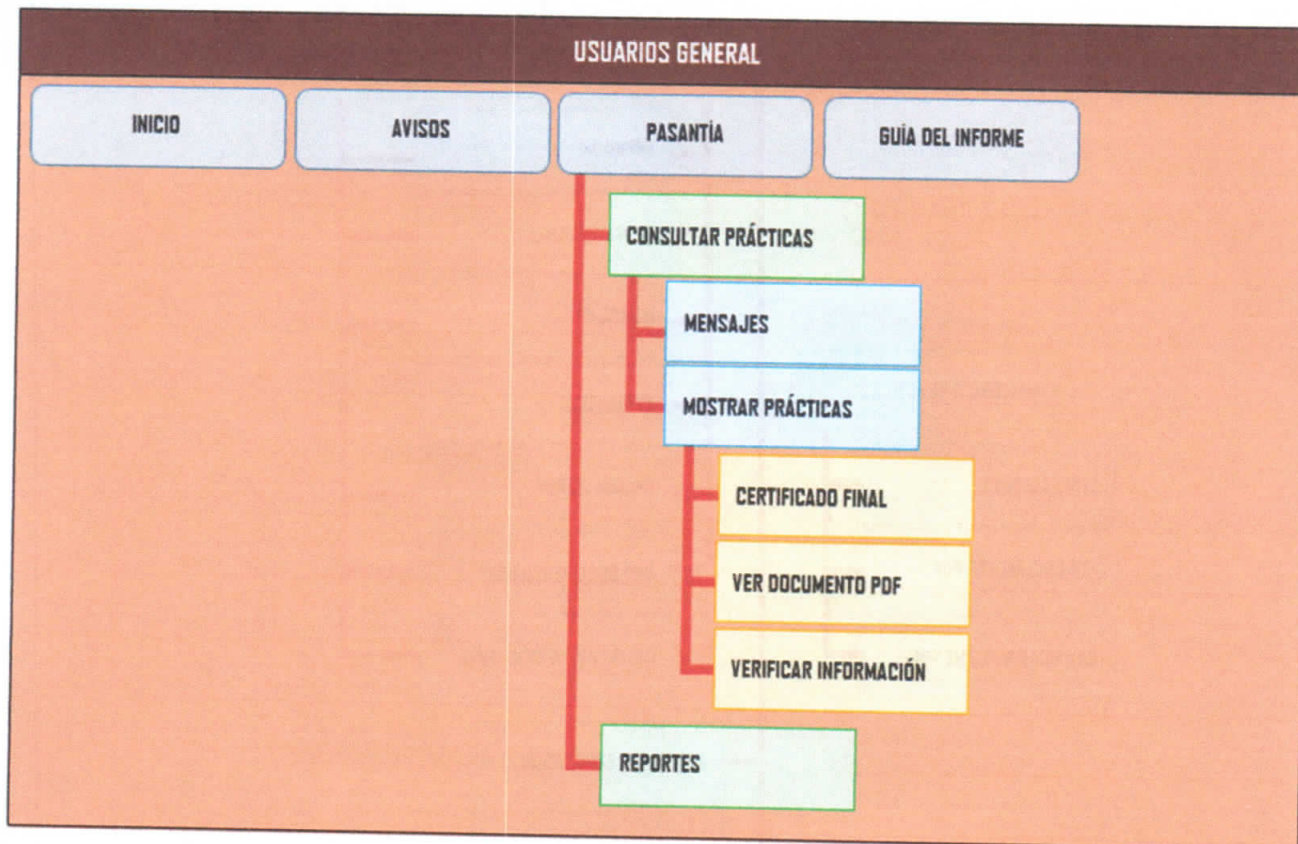 USUARIOS GENERAL
INICIO
AVISOS
PASANTÍA
GUÍA DEL INFORME
CONSULTAR PRÁCTICAS
MENSAJES
MOSTRAR PRÁCTICAS
CERTIFICADO FINAL
VER DOCUMENTO PDF
VERIFICAR INFORMACIÓN
REPORTES